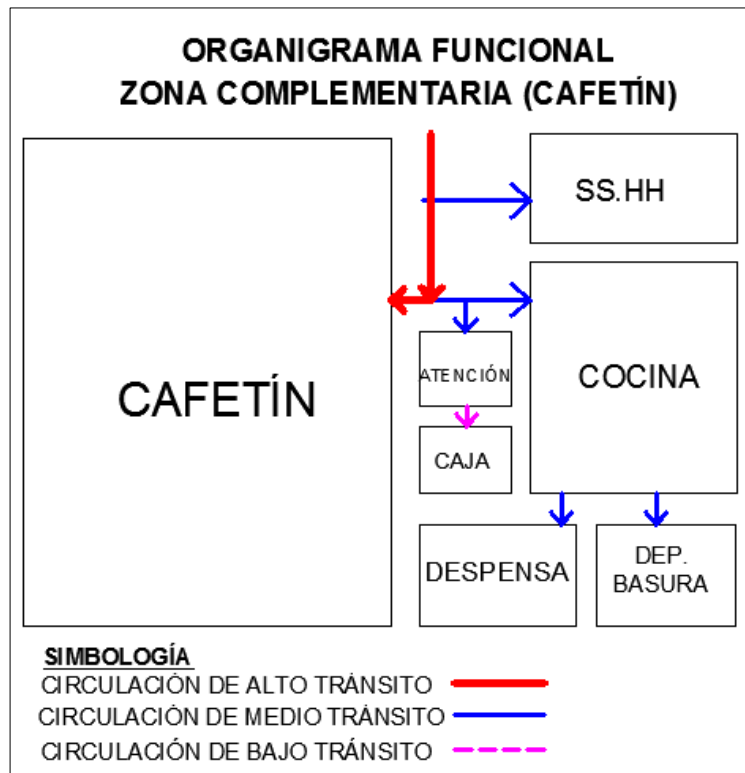 ORGANIGRAMA FUNCIONAL
ZONA COMPLEMENTARIA (CAFETÍN)
SS.HH
CAFETÍN
ATENCIÓN
COCINA
CAJA
DESPENSA
DEP.
BASURA
SIMBOLOGÍA
CIRCULACIÓN DE ALTO TRÁNSITO
CIRCULACIÓN DE MEDIO TRÁNSITO
CIRCULACIÓN DE BAJO TRÁNSITO